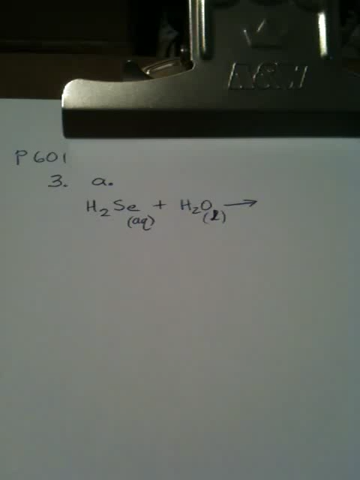 P 601
3. a.
H₂Se + H₂O →
(aq) (l)